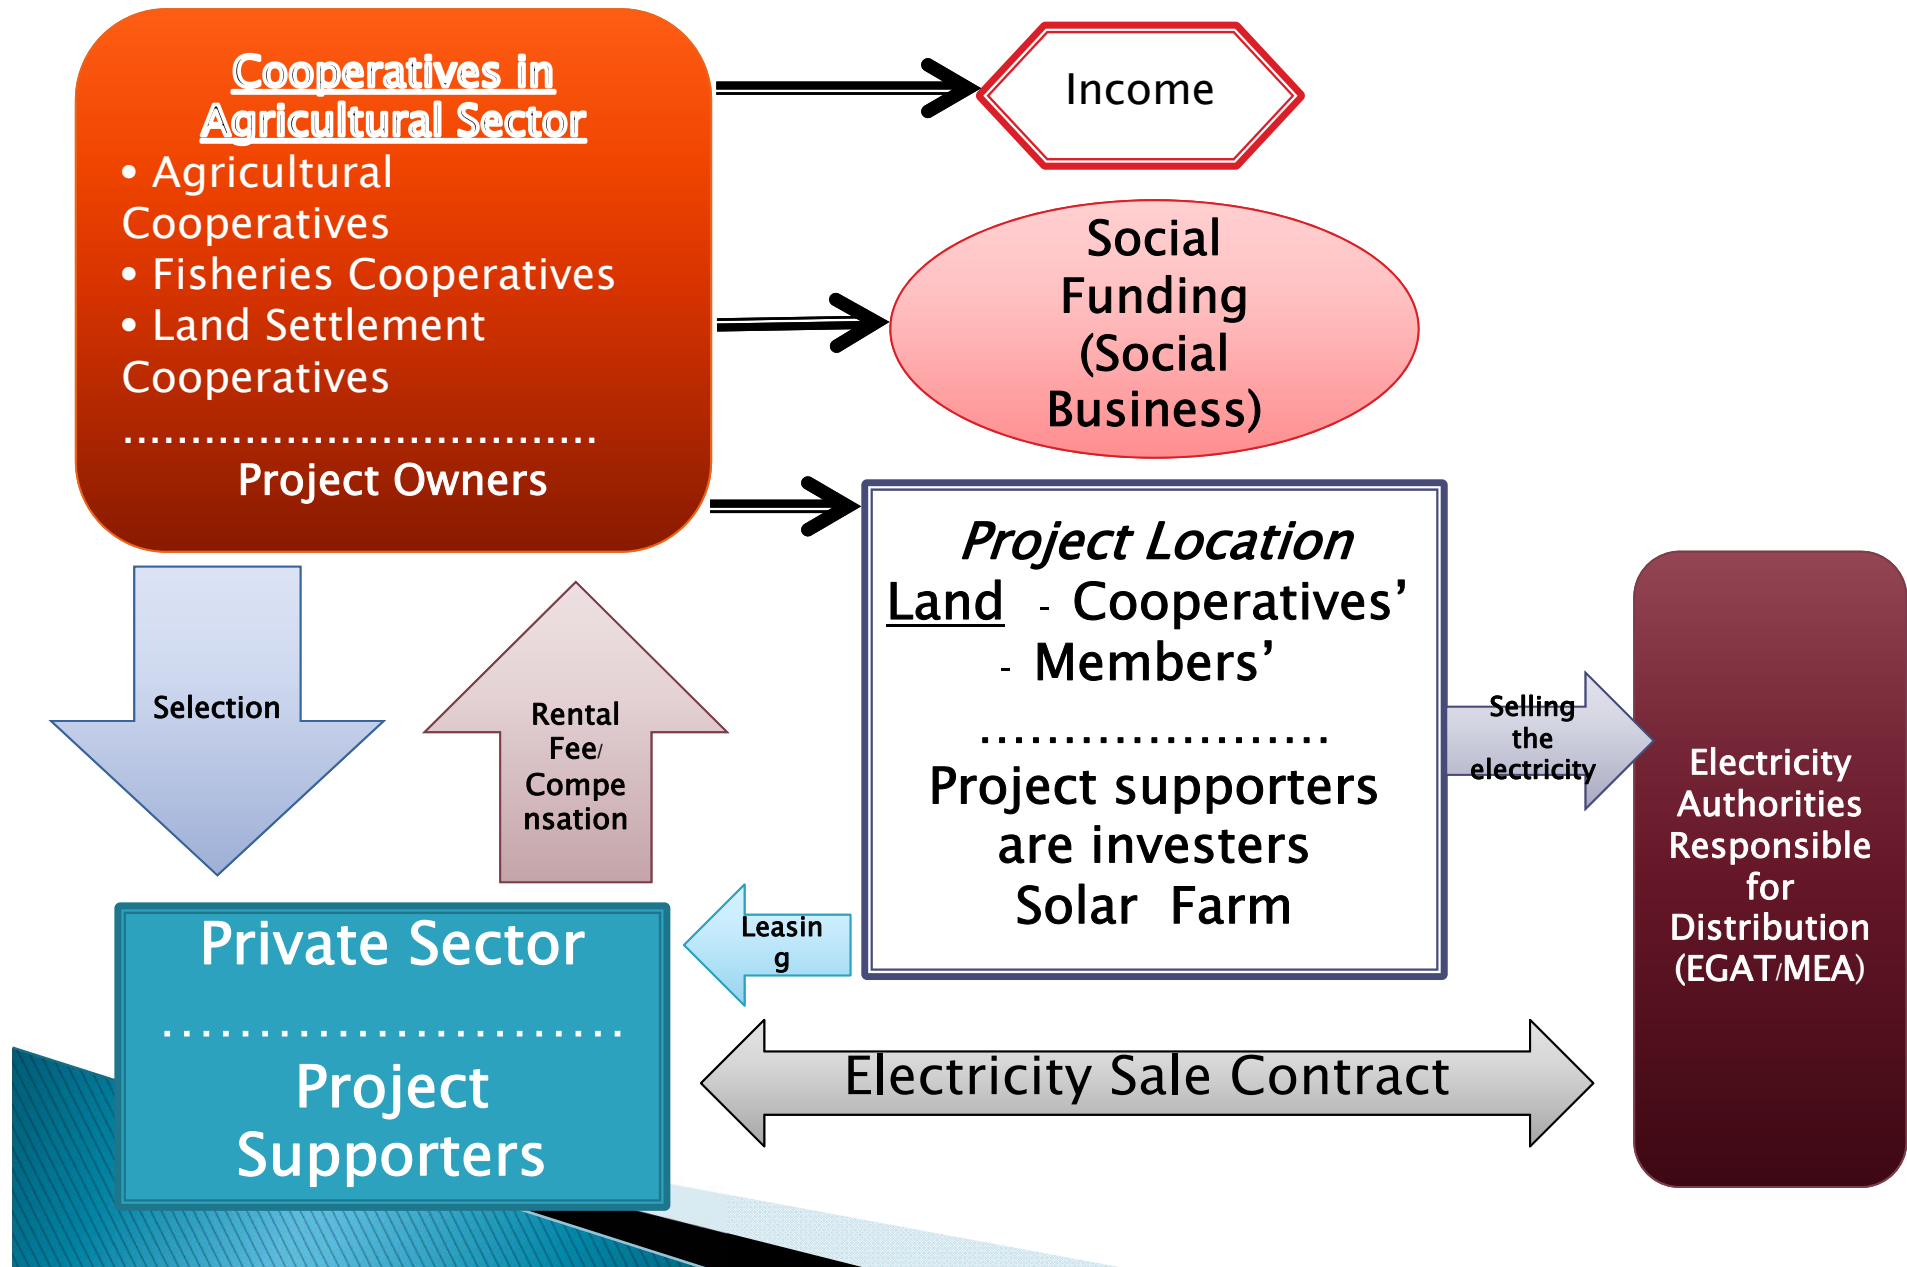 Cooperatives in
Agricultural Sector
• Agricultural
Cooperatives
• Fisheries Cooperatives
• Land Settlement
Cooperatives
....................................
Project Owners
Income
Social
Funding
(Social
Business)
Project Location
Land - Cooperatives’
- Members’
......................
Project supporters
are investers
Solar Farm
Selection
Rental
Fee/
Compe
nsation
Selling
the
electricity
Electricity
Authorities
Responsible
for
Distribution
(EGAT/MEA)
Leasin
g
Private Sector
........................
Project
Supporters
Electricity Sale Contract